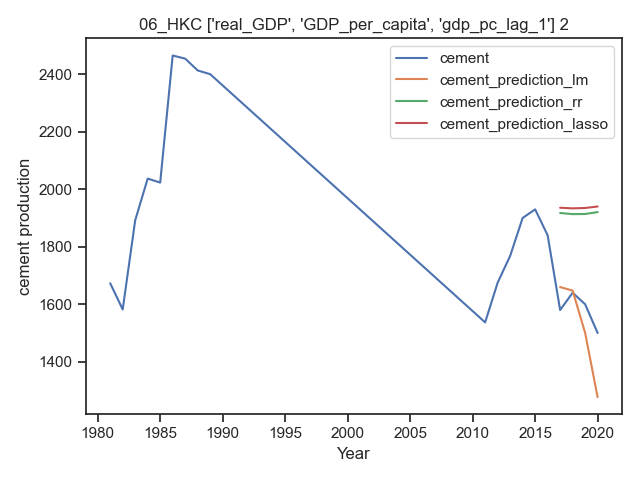 06_HKC ['real_GDP', 'GDP_per_capita', 'gdp_pc_lag_1'] 2
cement
cement_prediction_lm
cement_prediction_rr
cement_prediction_lasso
cement production
2400
2200
2000
1800
1600
1400
1980 1985 1990 1995 2000 2005 2010 2015 2020
Year